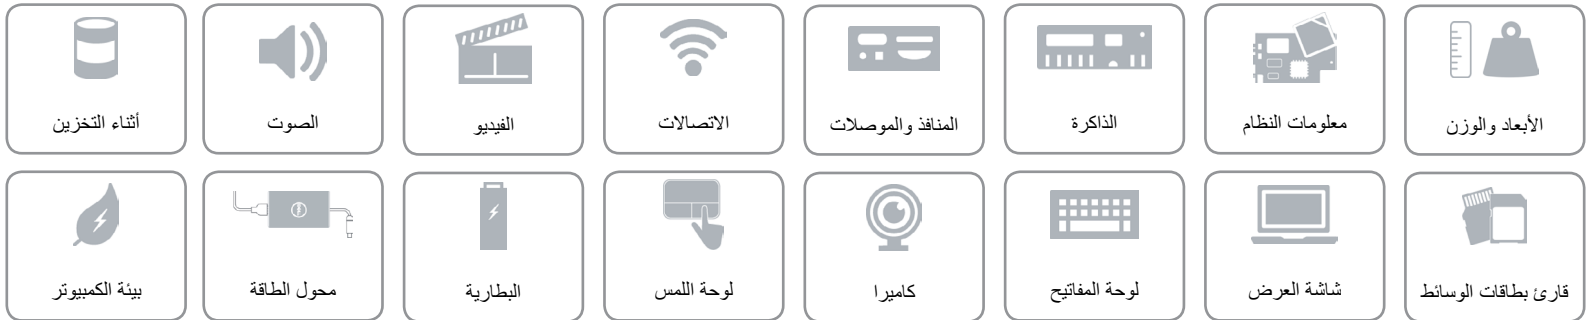 الأبعاد والوزن
معلومات النظام
الذاكرة
المنافذ والموصلات
الاتصالات
الفيديو
الصوت
أثناء التخزين
قارئ بطاقات الوسائط
شاشة العرض
لوحة المفاتيح
كاميرا
لوحة اللمس
البطارية
محول الطاقة
بيئة الكمبيوتر